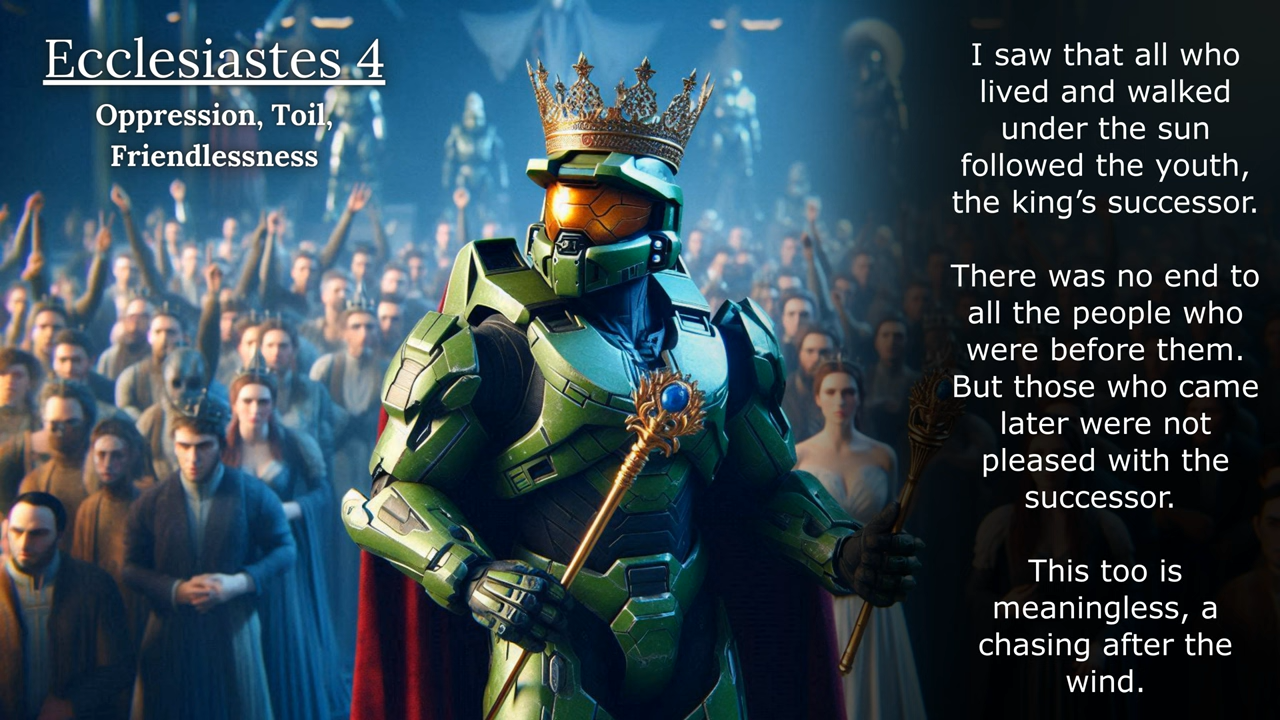 Ecclesiastes 4
Oppression, Toil,
Friendlessness
I saw that all who
lived and walked
under the sun
followed the youth,
the king’s successor.
There was no end to
all the people who
were before them.
But those who came
later were not
pleased with the
successor.
This too is
meaningless, a
chasing after the
wind.